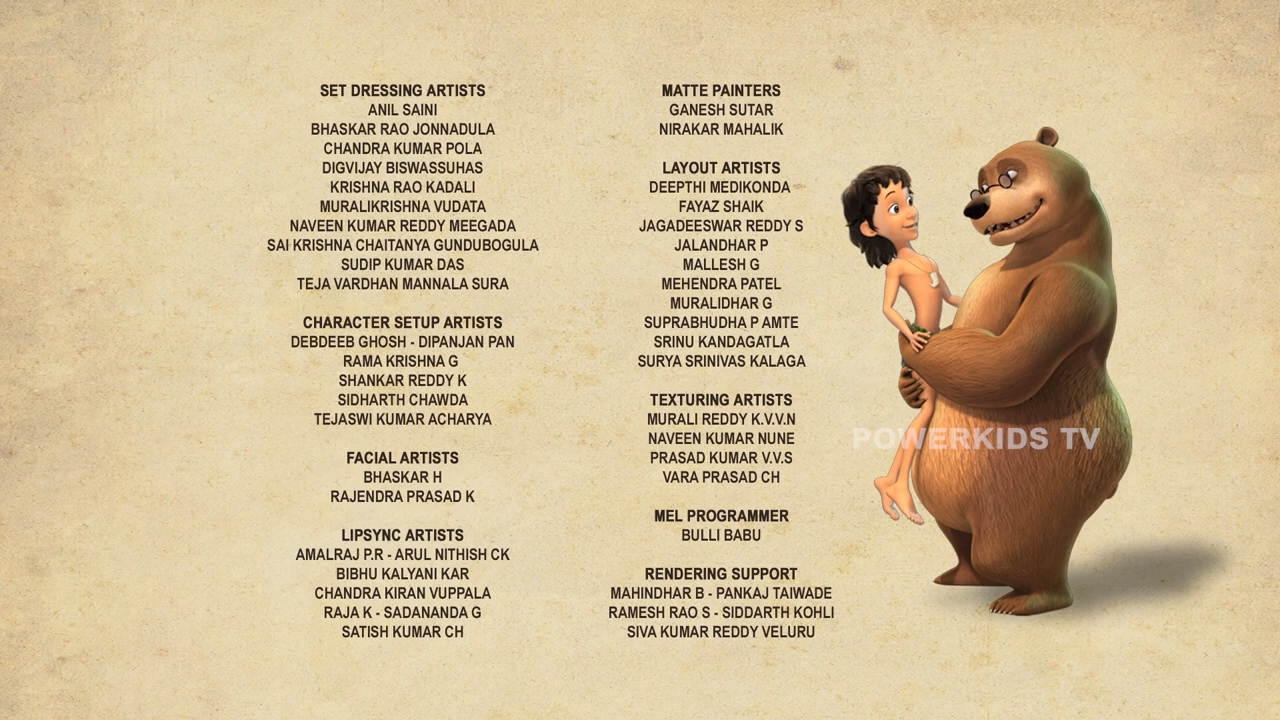 SET DRESSING ARTISTS
ANIL SAINI
BHASKAR RAO JONNADULA
CHANDRA KUMAR POLA
DIGVIJAY BISWASSUHAS
KRISHNA RAO KADALI
MURALIKRISHNA VUDATA
NAVEEN KUMAR REDDY MEEGADA
SAI KRISHNA CHAITANYA GUNDUBOGULA
SUDIP KUMAR DAS
TEJA VARDHAN MANNALA SURA
CHARACTER SETUP ARTISTS
DEBDEEB GHOSH - DIPANJAN PAN
RAMA KRISHNA G
SHANKAR REDDY K
SIDHARTH CHAWDA
TEJASWI KUMAR ACHARYA
FACIAL ARTISTS
BHASKAR H
RAJENDRA PRASAD K
LIPSYNC ARTISTS
AMALRAJ P.R - ARUL NITHISH CK
BIBHU KALYANI KAR
CHANDRA KIRAN VUPPALA
RAJA K - SADANANDA G
SATISH KUMAR CH
MATTE PAINTERS
GANESH SUTAR
NIRAKAR MAHALIK
LAYOUT ARTISTS
DEEPTHI MEDIKONDA
FAYAZ SHAIK
JAGADEESWAR REDDY S
JALANDHAR P
MALLESH G
MEHENDRA PATEL
MURALIDHAR G
SUPRABHUDHA P AMTE
SRINU KANDAGATLA
SURYA SRINIVAS KALAGA
TEXTURING ARTISTS
MURALI REDDY K.V.V.N
NAVEEN KUMAR NUNE
PRASAD KUMAR V.V.S
VARA PRASAD CH
MEL PROGRAMMER
BULLI BABU
RENDERING SUPPORT
MAHINDHAR B - PANKAJ TAIWADE
RAMESH RAO S - SIDDARTH KOHLI
SIVA KUMAR REDDY VELURU
POWERKIDS TV